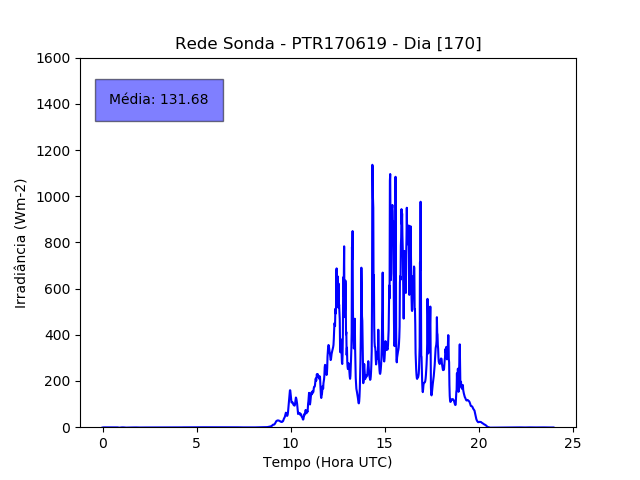 Rede Sonda - PTR170619 - Dia [170]
1600
1400
1200
1000
800
600
400
200
0
Média: 131.68
Irradiância (Wm-2)
0 5 10 15 20 25
Tempo (Hora UTC)